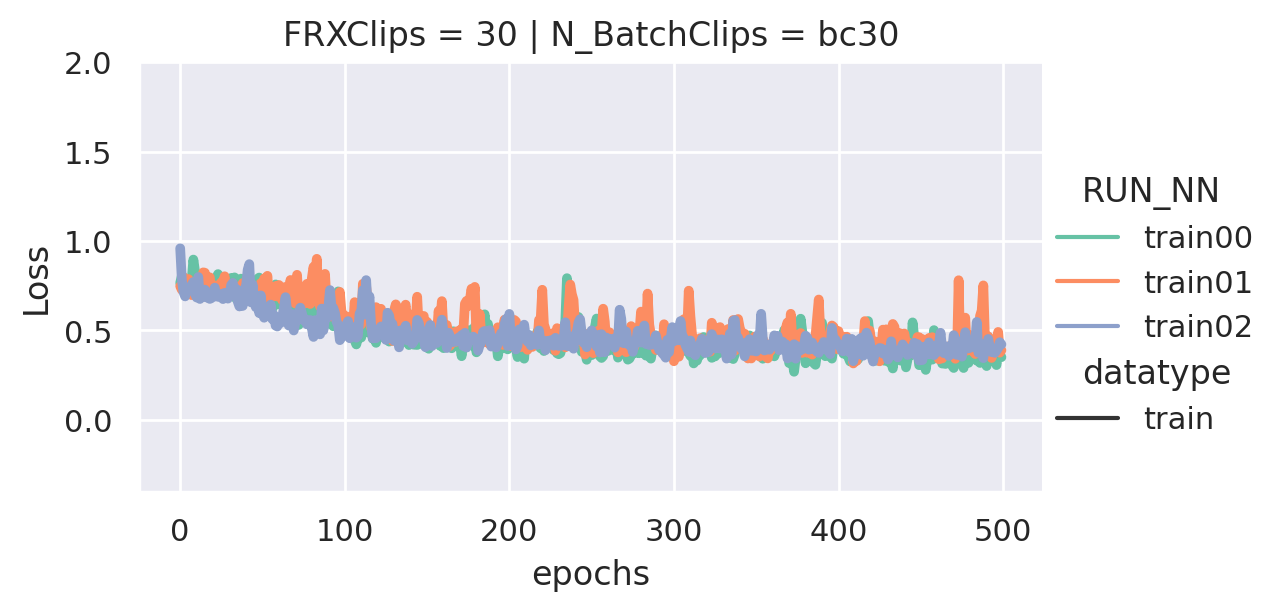 FRXClips = 30 | N_BatchClips = bc30
2.0
1.5
1.0
0.5
0.0
Loss
0 100 200 300 400 500
epochs
RUN_NN
train00
train01
train02
datatype
train